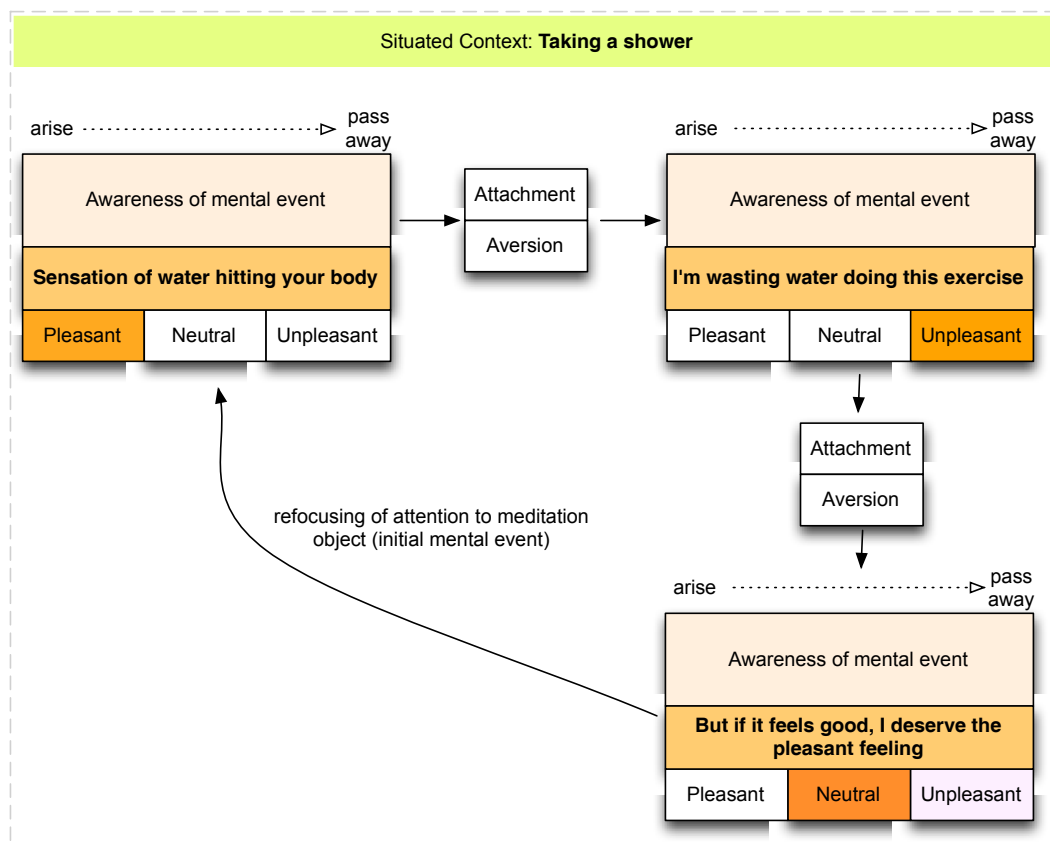 Situated Context: Taking a shower
arise
pass
away
Awareness of mental event
Sensation of water hitting your body
Pleasant
Neutral
Unpleasant
Attachment
Aversion
arise
pass
away
Awareness of mental event
I'm wasting water doing this exercise
Pleasant
Neutral
Unpleasant
Attachment
Aversion
refocusing of attention to meditation
object (initial mental event)
arise
pass
away
Awareness of mental event
But if it feels good, I deserve the
pleasant feeling
Pleasant
Neutral
Unpleasant